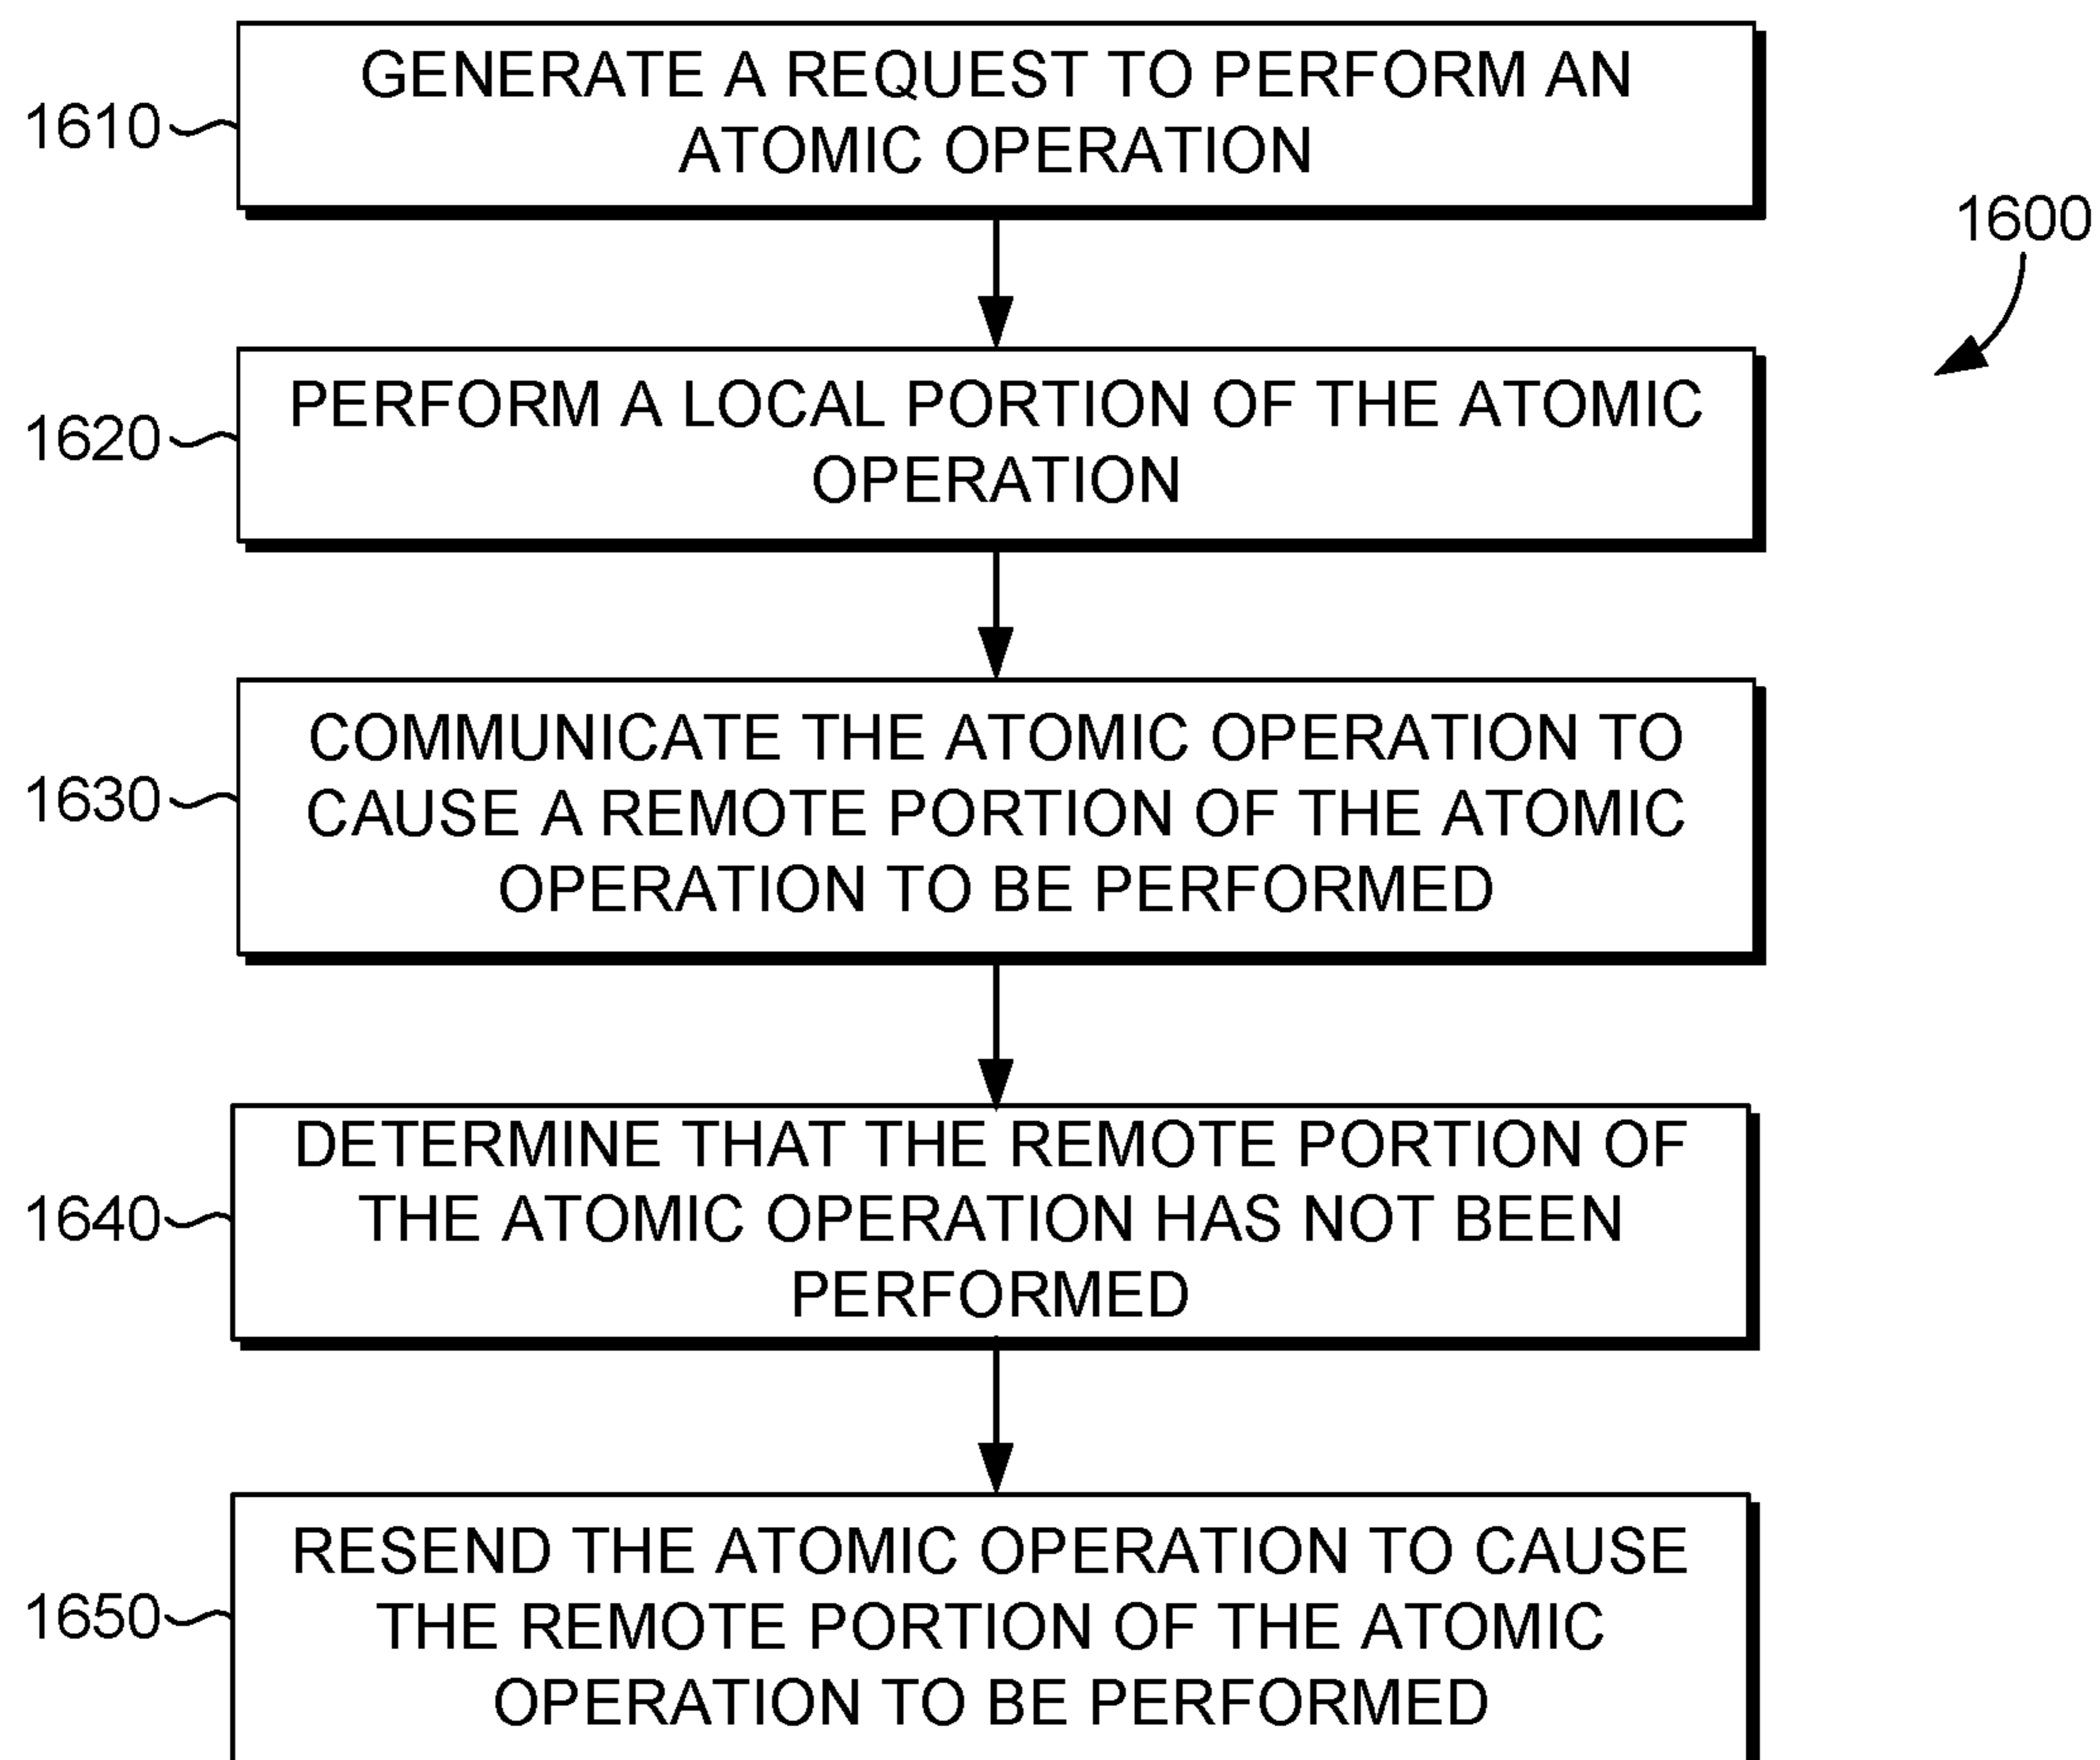 1610
GENERATE A REQUEST TO PERFORM AN
ATOMIC OPERATION
1600
1620
PERFORM A LOCAL PORTION OF THE ATOMIC
OPERATION
1630
COMMUNICATE THE ATOMIC OPERATION TO
CAUSE A REMOTE PORTION OF THE ATOMIC
OPERATION TO BE PERFORMED
1640
DETERMINE THAT THE REMOTE PORTION OF
THE ATOMIC OPERATION HAS NOT BEEN
PERFORMED
1650
RESEND THE ATOMIC OPERATION TO CAUSE
THE REMOTE PORTION OF THE ATOMIC
OPERATION TO BE PERFORMED